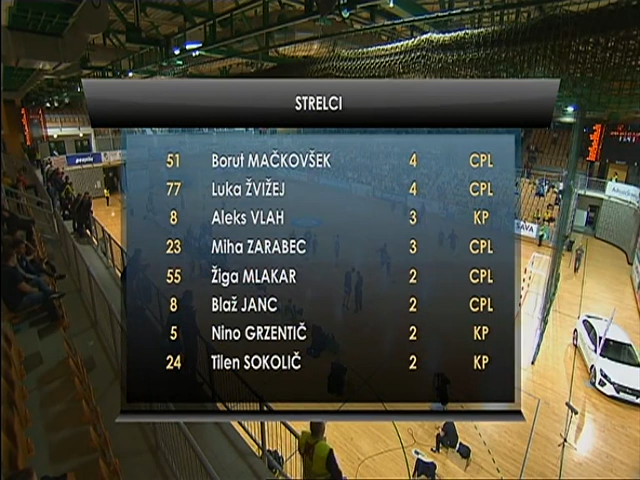 STRELCI
51 Borut MAČKOVŠEK 4 CPL
77 Luka ŽVIŽEJ 4 CPL
8 Aleks VLAH 3 KP
23 Miha ZARABEC 3 CPL
55 Žiga MLAKAR 2 CPL
8 Blaž JANC 2 CPL
5 Nino GRZENTIČ 2 KP
24 Tilen SOKOLIČ 2 KP
SAVA